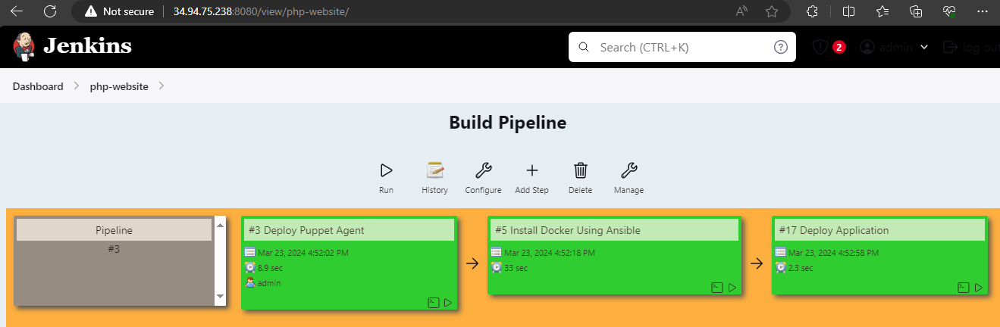 Not secure 34.94.75.238:8080/view/php-website/
Jenkins Search (CTRL+K) 2 admin log out
Dashboard php-website
Build Pipeline
Run History Configure Add Step Delete Manage
Pipeline
#3
#3 Deploy Puppet Agent
Mar 23, 2024 4:52:02 PM
8.9 sec
admin
#5 Install Docker Using Ansible
Mar 23, 2024 4:52:18 PM
33 sec
#17 Deploy Application
Mar 23, 2024 4:52:58 PM
2.3 sec